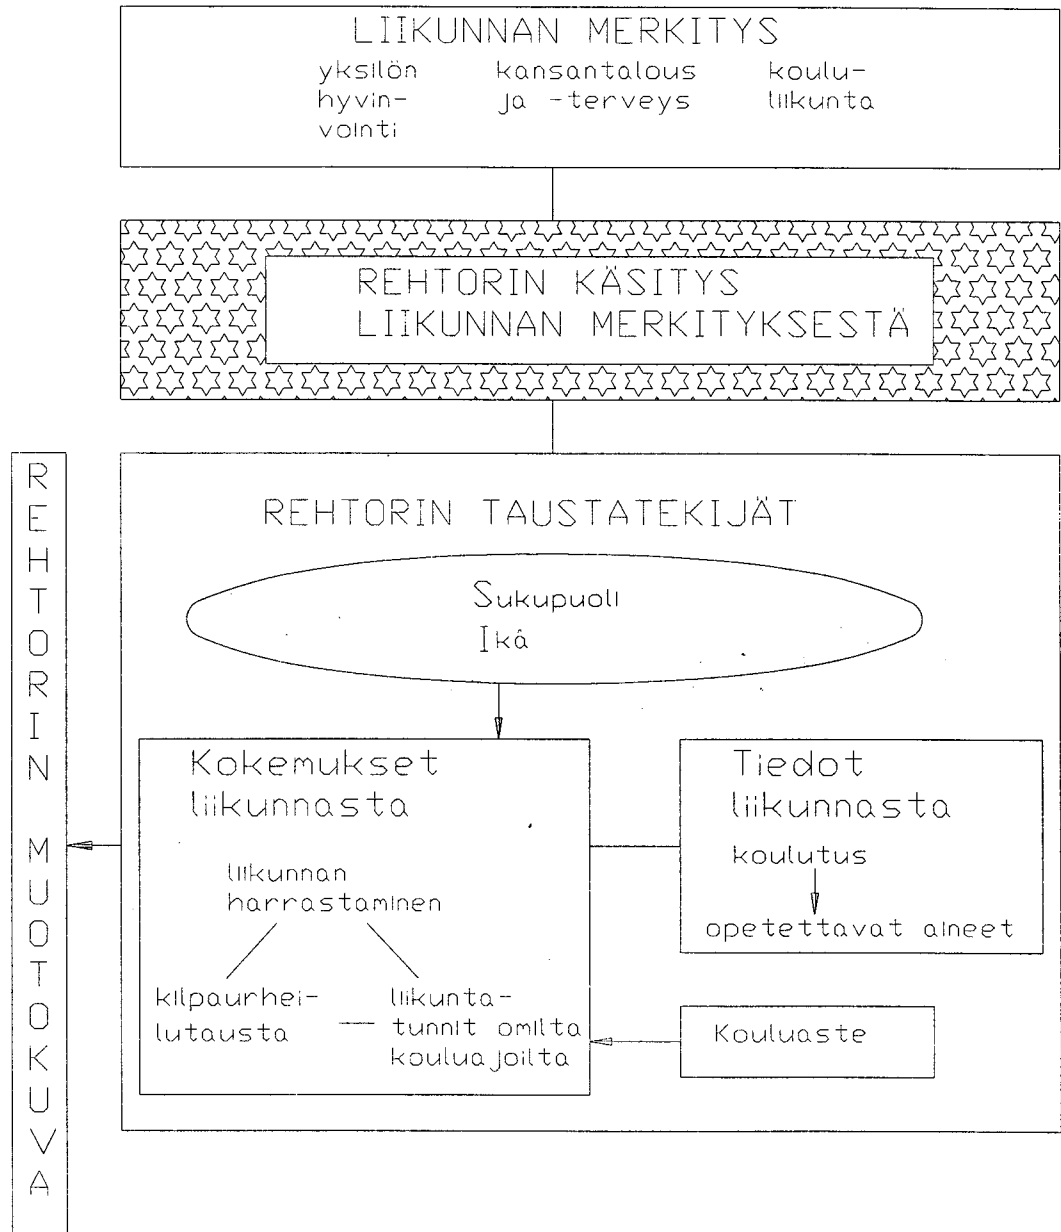 LIIKUNNAN MERKITYS
yksilön
hyvin-
vointi
kansantalous
ja -terveys
koulu-
liikunta
REHTORIN KÄSITYS
LIIKUNNAN MERKITYKSESTÄ
REHTORIN MUOTOKUVA
REHTORIN TAUSTATEKIJÄT
Sukupuoli
Ikä
Kokemukset
liikunnasta
liikunnan
harrastaminen
kilpaurhei-
lutausta
liikunta-
tunnit omilta
kouluajoilta
Tiedot
liikunnasta
koulutus
opetettavat aineet
Kouluaste